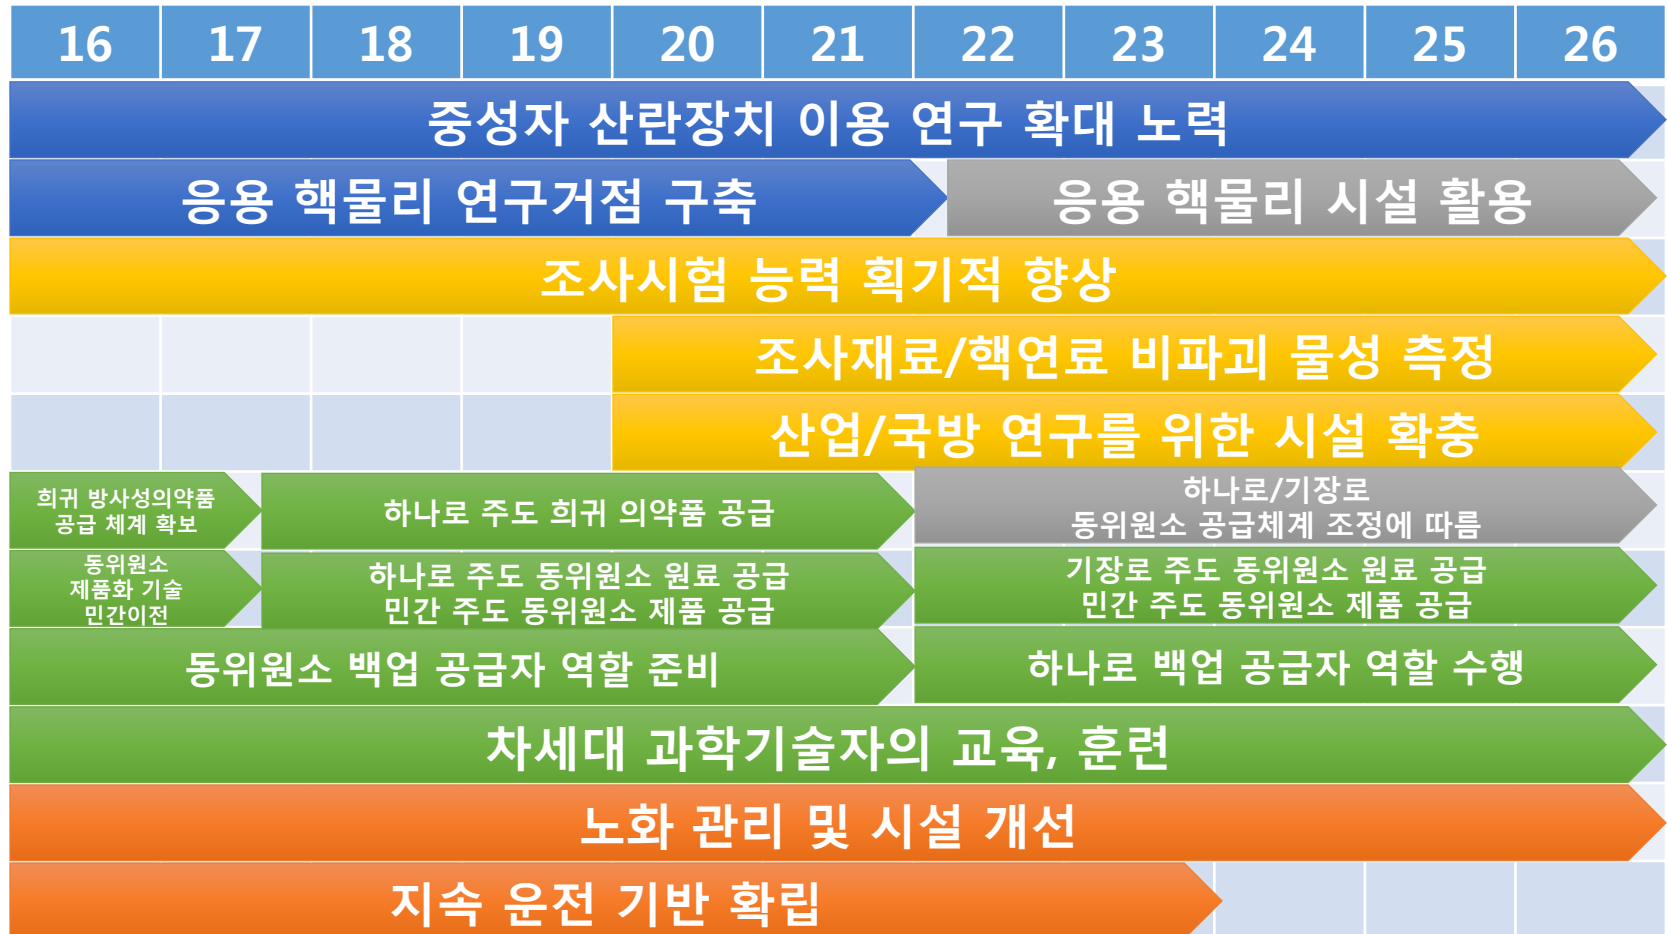 16 17 18 19 20 21 22 23 24 25 26
중성자 산란장치 이용 연구 확대 노력
응용 핵물리 연구거점 구축
응용 핵물리 시설 활용
조사시험 능력 획기적 향상
조사재료/핵연료 비파괴 물성 측정
산업/국방 연구를 위한 시설 확충
희귀 방사성의약품
공급 체계 확보
하나로 주도 희귀 의약품 공급
하나로/기장로
동위원소 공급체계 조정에 따름
동위원소
제품화 기술
민간이전
하나로 주도 동위원소 원료 공급
민간 주도 동위원소 제품 공급
기장로 주도 동위원소 원료 공급
민간 주도 동위원소 제품 공급
동위원소 백업 공급자 역할 준비
하나로 백업 공급자 역할 수행
차세대 과학기술자의 교육, 훈련
노화 관리 및 시설 개선
지속 운전 기반 확립